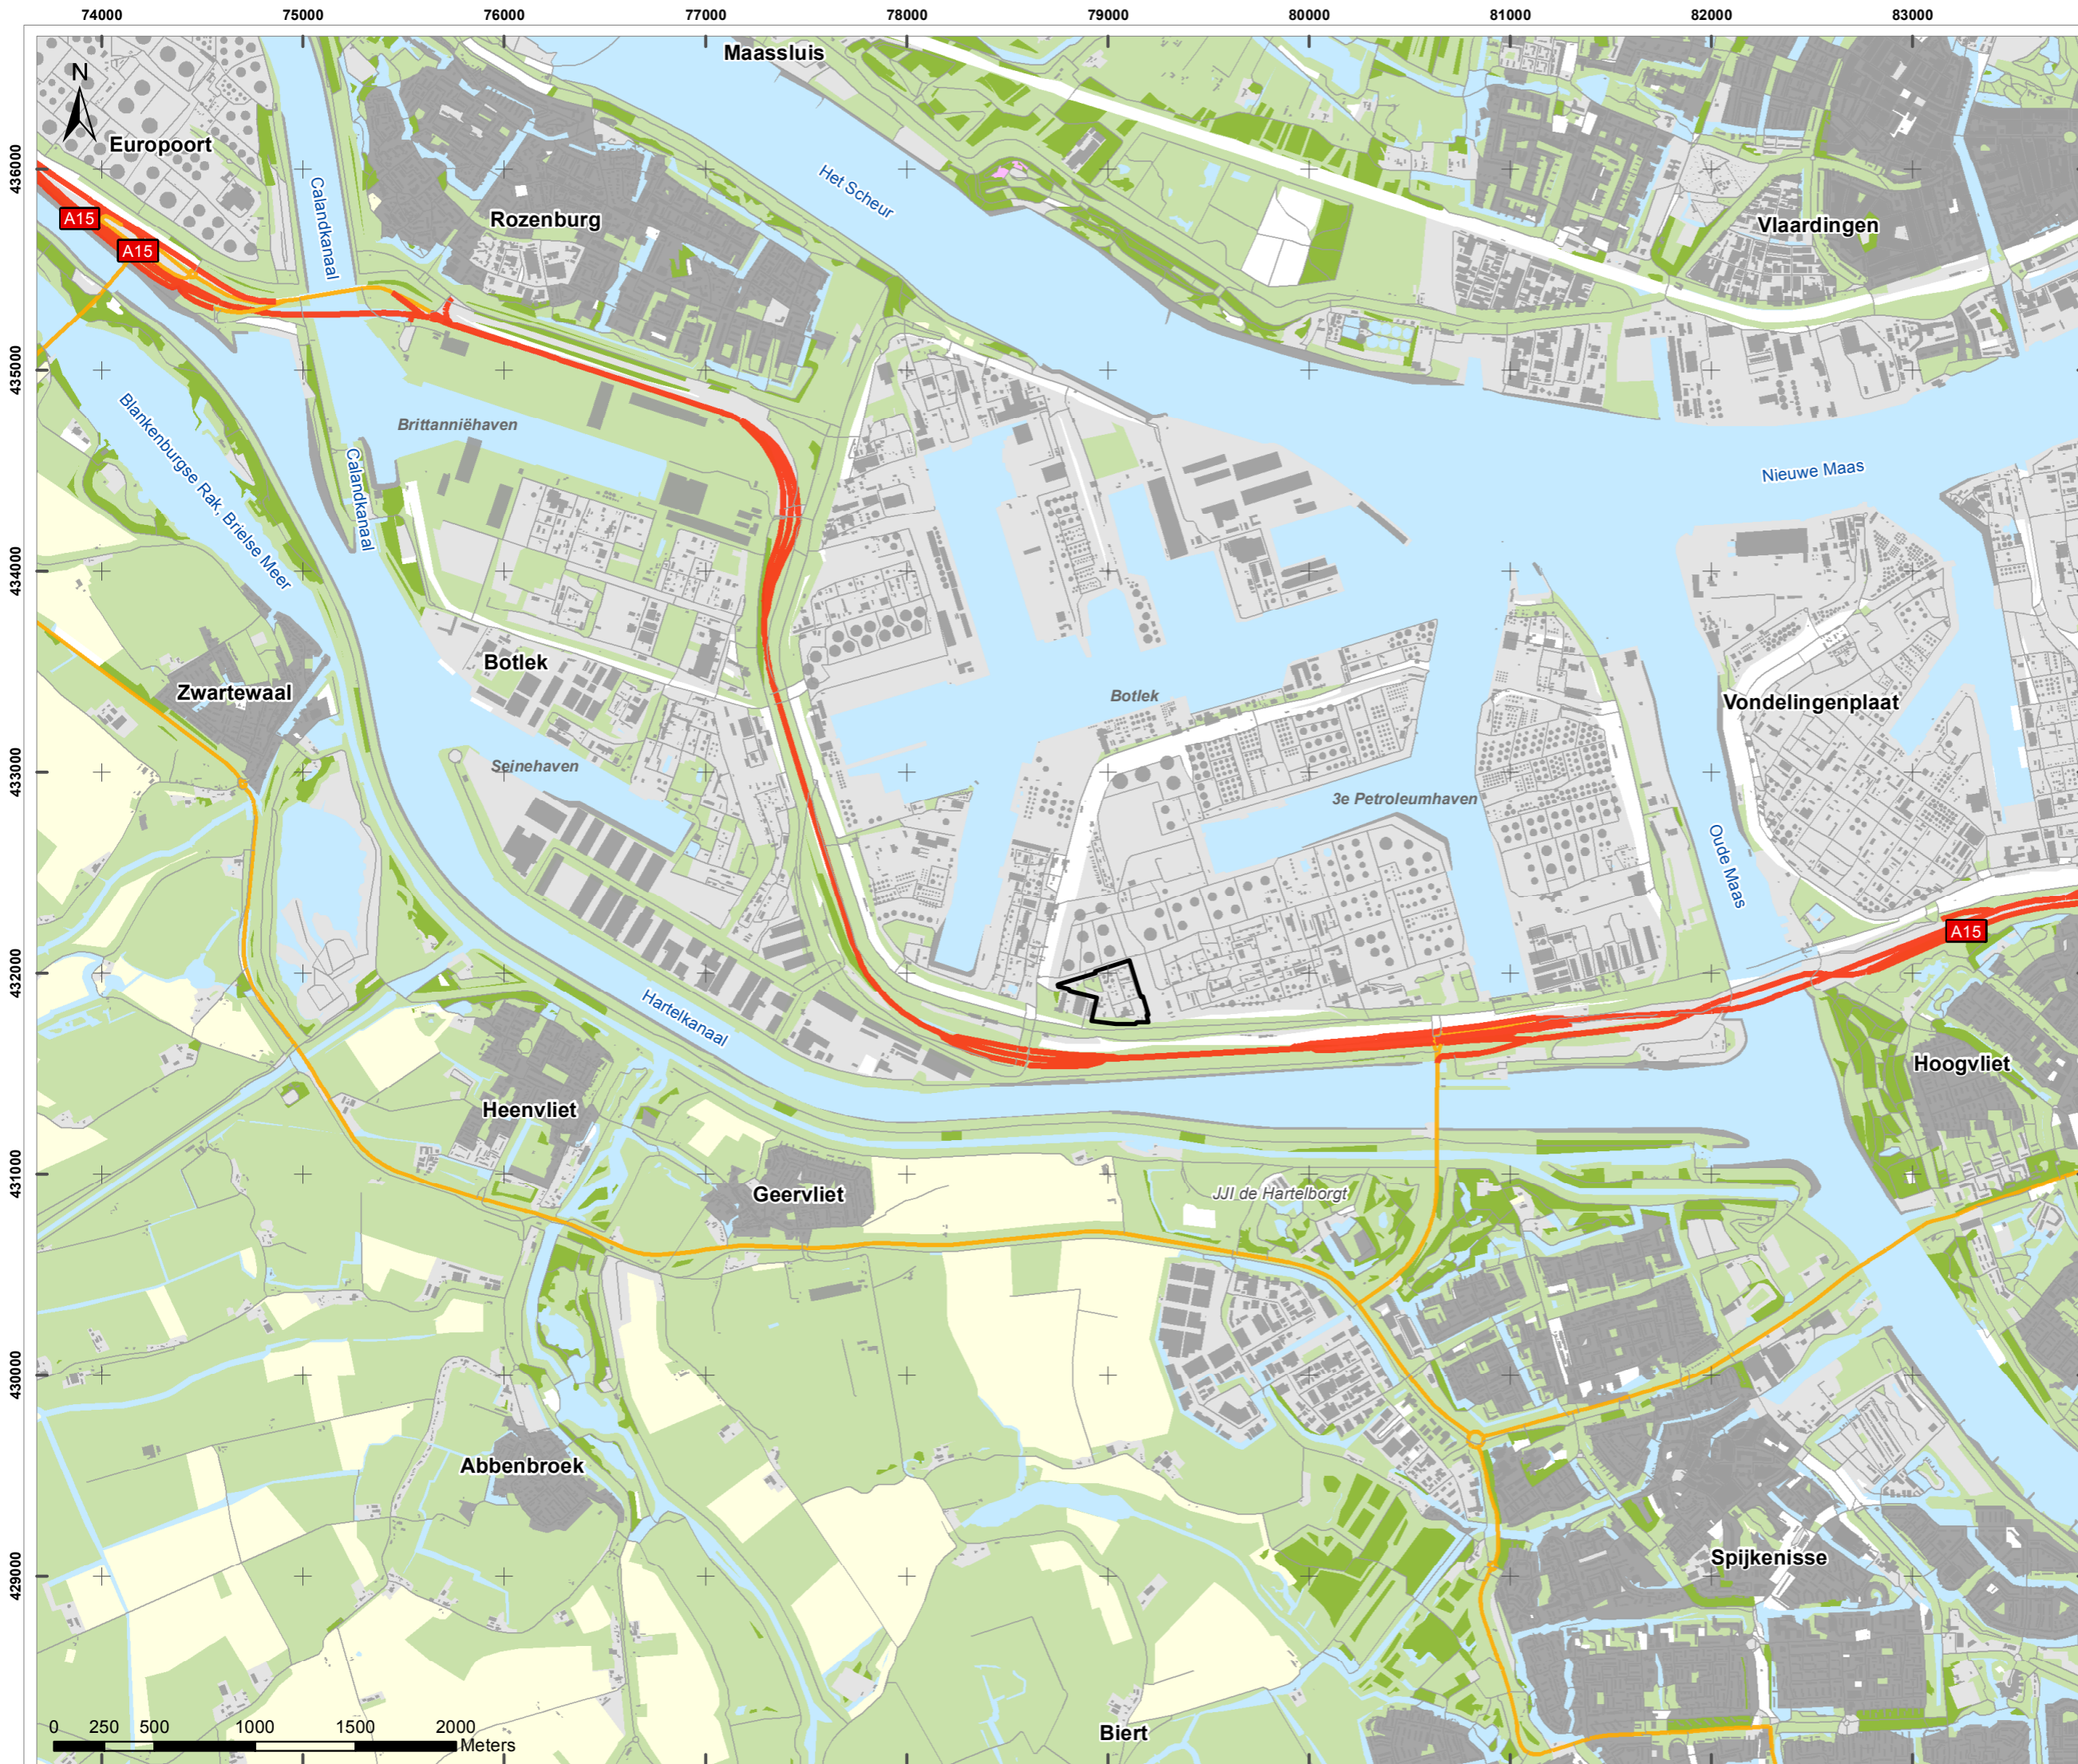 74000 75000 76000 77000 78000 79000 80000 81000 82000 83000
Maassluis
N
Europoort
436000
Calandkanaal
Het Scheur
A15
Rozenburg
Vlaardingen
A15
435000
Brittanniëhaven
Blankenburgse Rak, Brielse Meer
Calandkanaal
Nieuwe Maas
434000
Botlek
Zwartewaal
Botlek
Vondelingenplaat
433000
Seinehaven
3e Petroleumhaven
Oude Maas
A15
432000
Hartelkanaal
Hoogvliet
Heenvliet
431000
Geervliet
JJI de Hartelborgt
430000
Abbenbroek
429000
Spijkenisse
Biert
0 250 500 1000 1500 2000
Meters